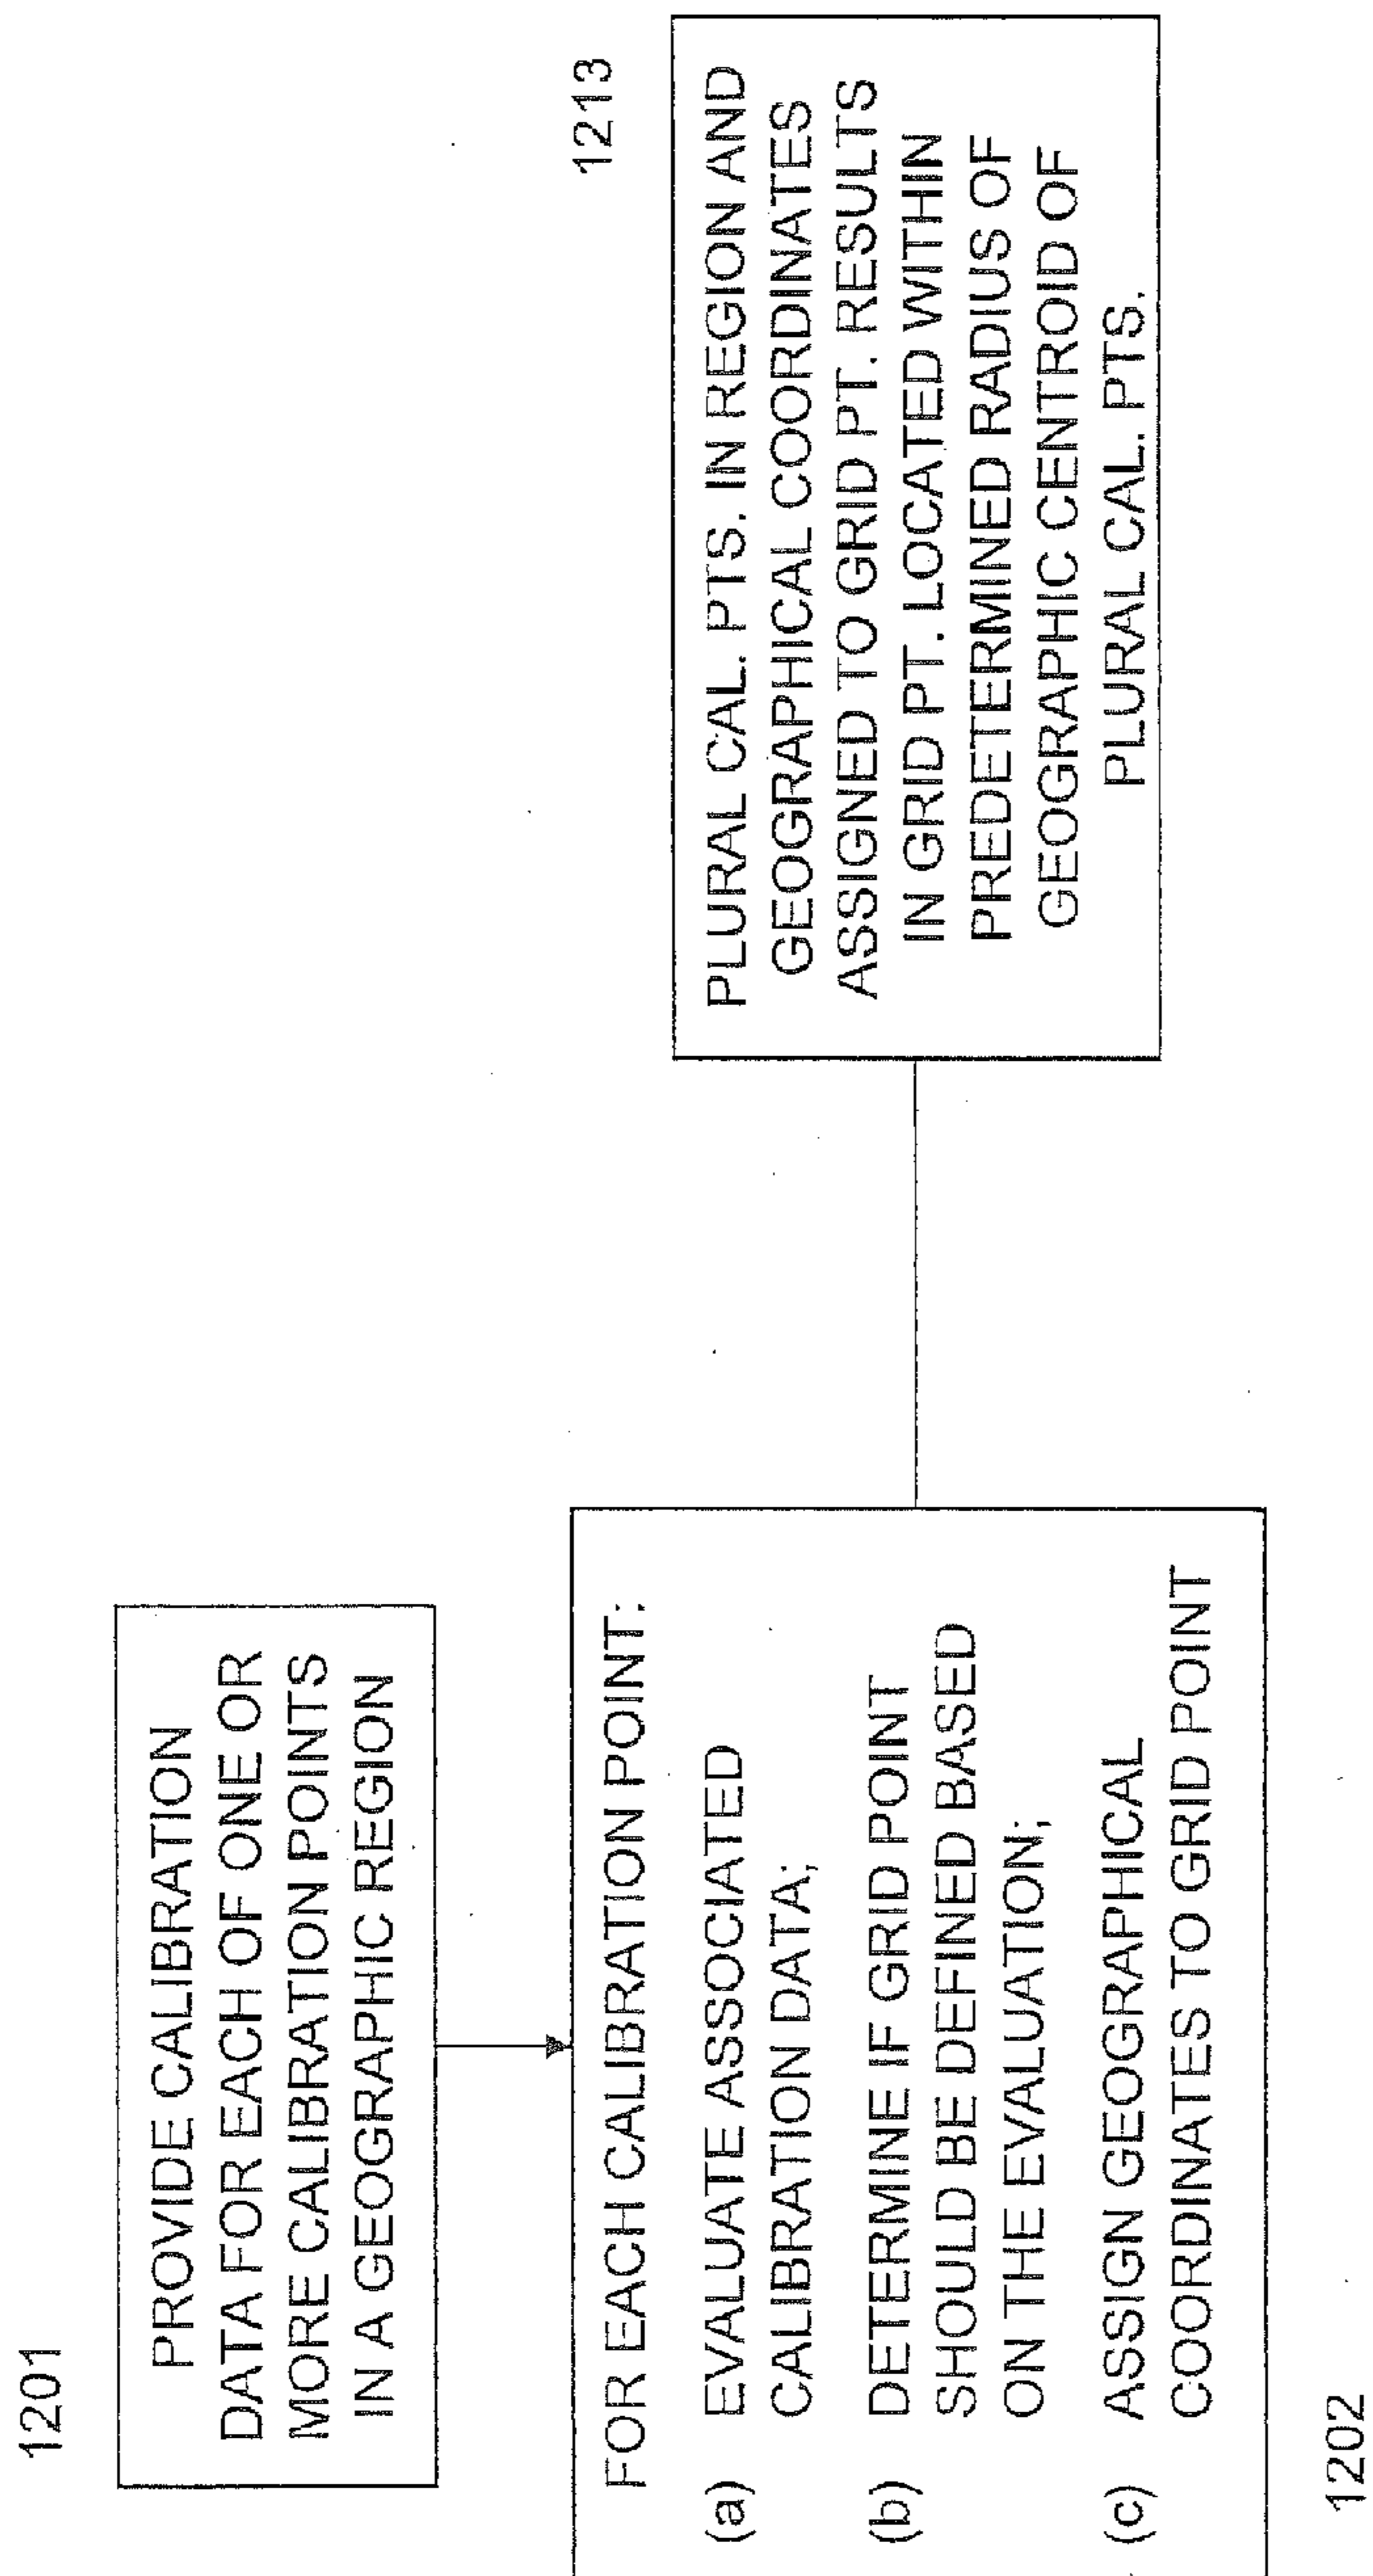 1201
PROVIDE CALIBRATION
DATA FOR EACH OF ONE OR
MORE CALIBRATION POINTS
IN A GEOGRAPHIC REGION
FOR EACH CALIBRATION POINT:
(a) EVALUATE ASSOCIATED
CALIBRATION DATA;
(b) DETERMINE IF GRID POINT
SHOULD BE DEFINED BASED
ON THE EVALUATION;
(c) ASSIGN GEOGRAPHICAL
COORDINATES TO GRID POINT
1202
1213
PLURAL CAL. PTS. IN REGION AND
GEOGRAPHICAL COORDINATES
ASSIGNED TO GRID PT. RESULTS
IN GRID PT. LOCATED WITHIN
PREDETERMINED RADIUS OF
GEOGRAPHIC CENTROID OF
PLURAL CAL. PTS.